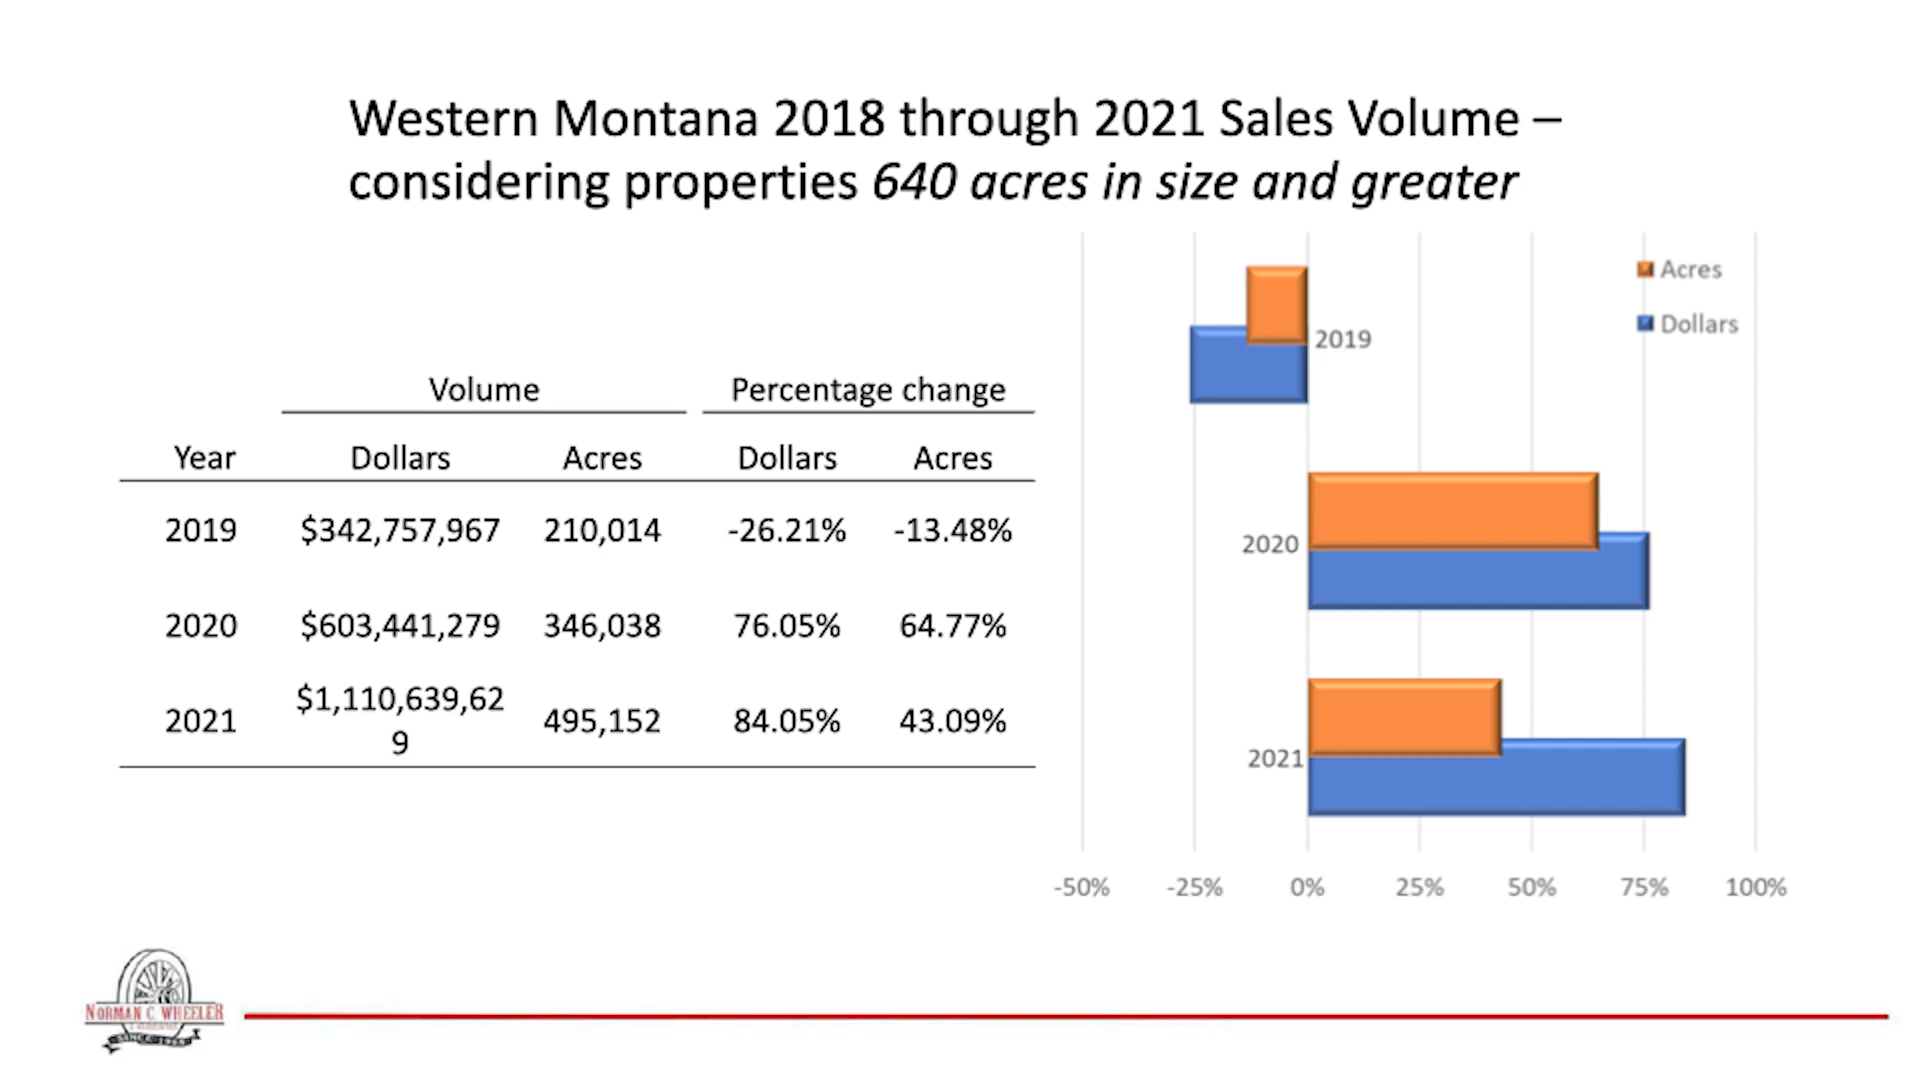 Western Montana 2018 through 2021 Sales Volume –
considering properties 640 acres in size and greater
Volume Percentage change
Year Dollars Acres Dollars Acres
2019 $342,757,967 210,014 -26.21% -13.48%
2020 $603,441,279 346,038 76.05% 64.77%
2021 $1,110,639,62
9 495,152 84.05% 43.09%
Acres
Dollars
2019
2020
2021
-50% -25% 0% 25% 50% 75% 100%
NORMAN C. WHEELER